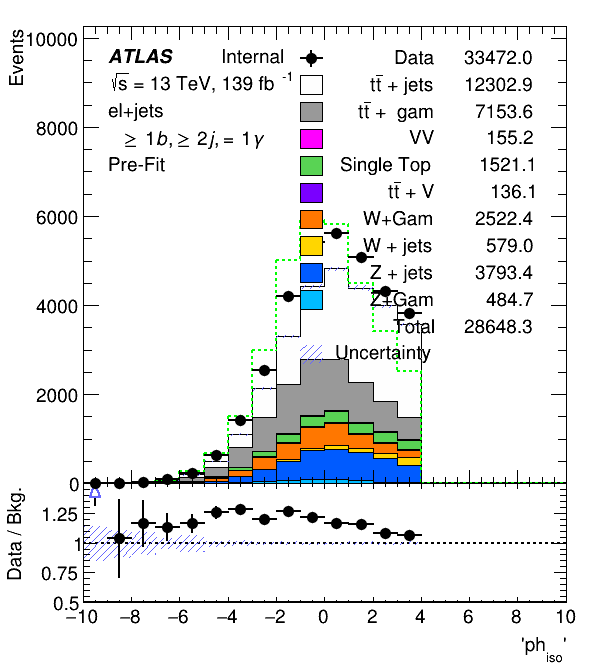 Events
10000
8000
6000
4000
2000
0
ATLAS Internal
√s = 13 TeV, 139 fb⁻¹
el+jets
≥ 1b, ≥ 2j, = 1γ
Pre-Fit
Data 33472.0
tt̄ + jets 12302.9
tt̄ + gam 7153.6
VV 155.2
Single Top 1521.1
tt̄ + V 136.1
W+Gam 2522.4
W + jets 579.0
Z + jets 3793.4
Z+Gam 484.7
Total 28648.3
Uncertainty
Data / Bkg.
1.25
1
0.75
0.5
−10 −8 −6 −4 −2 0 2 4 6 8 10
'ph_iso'